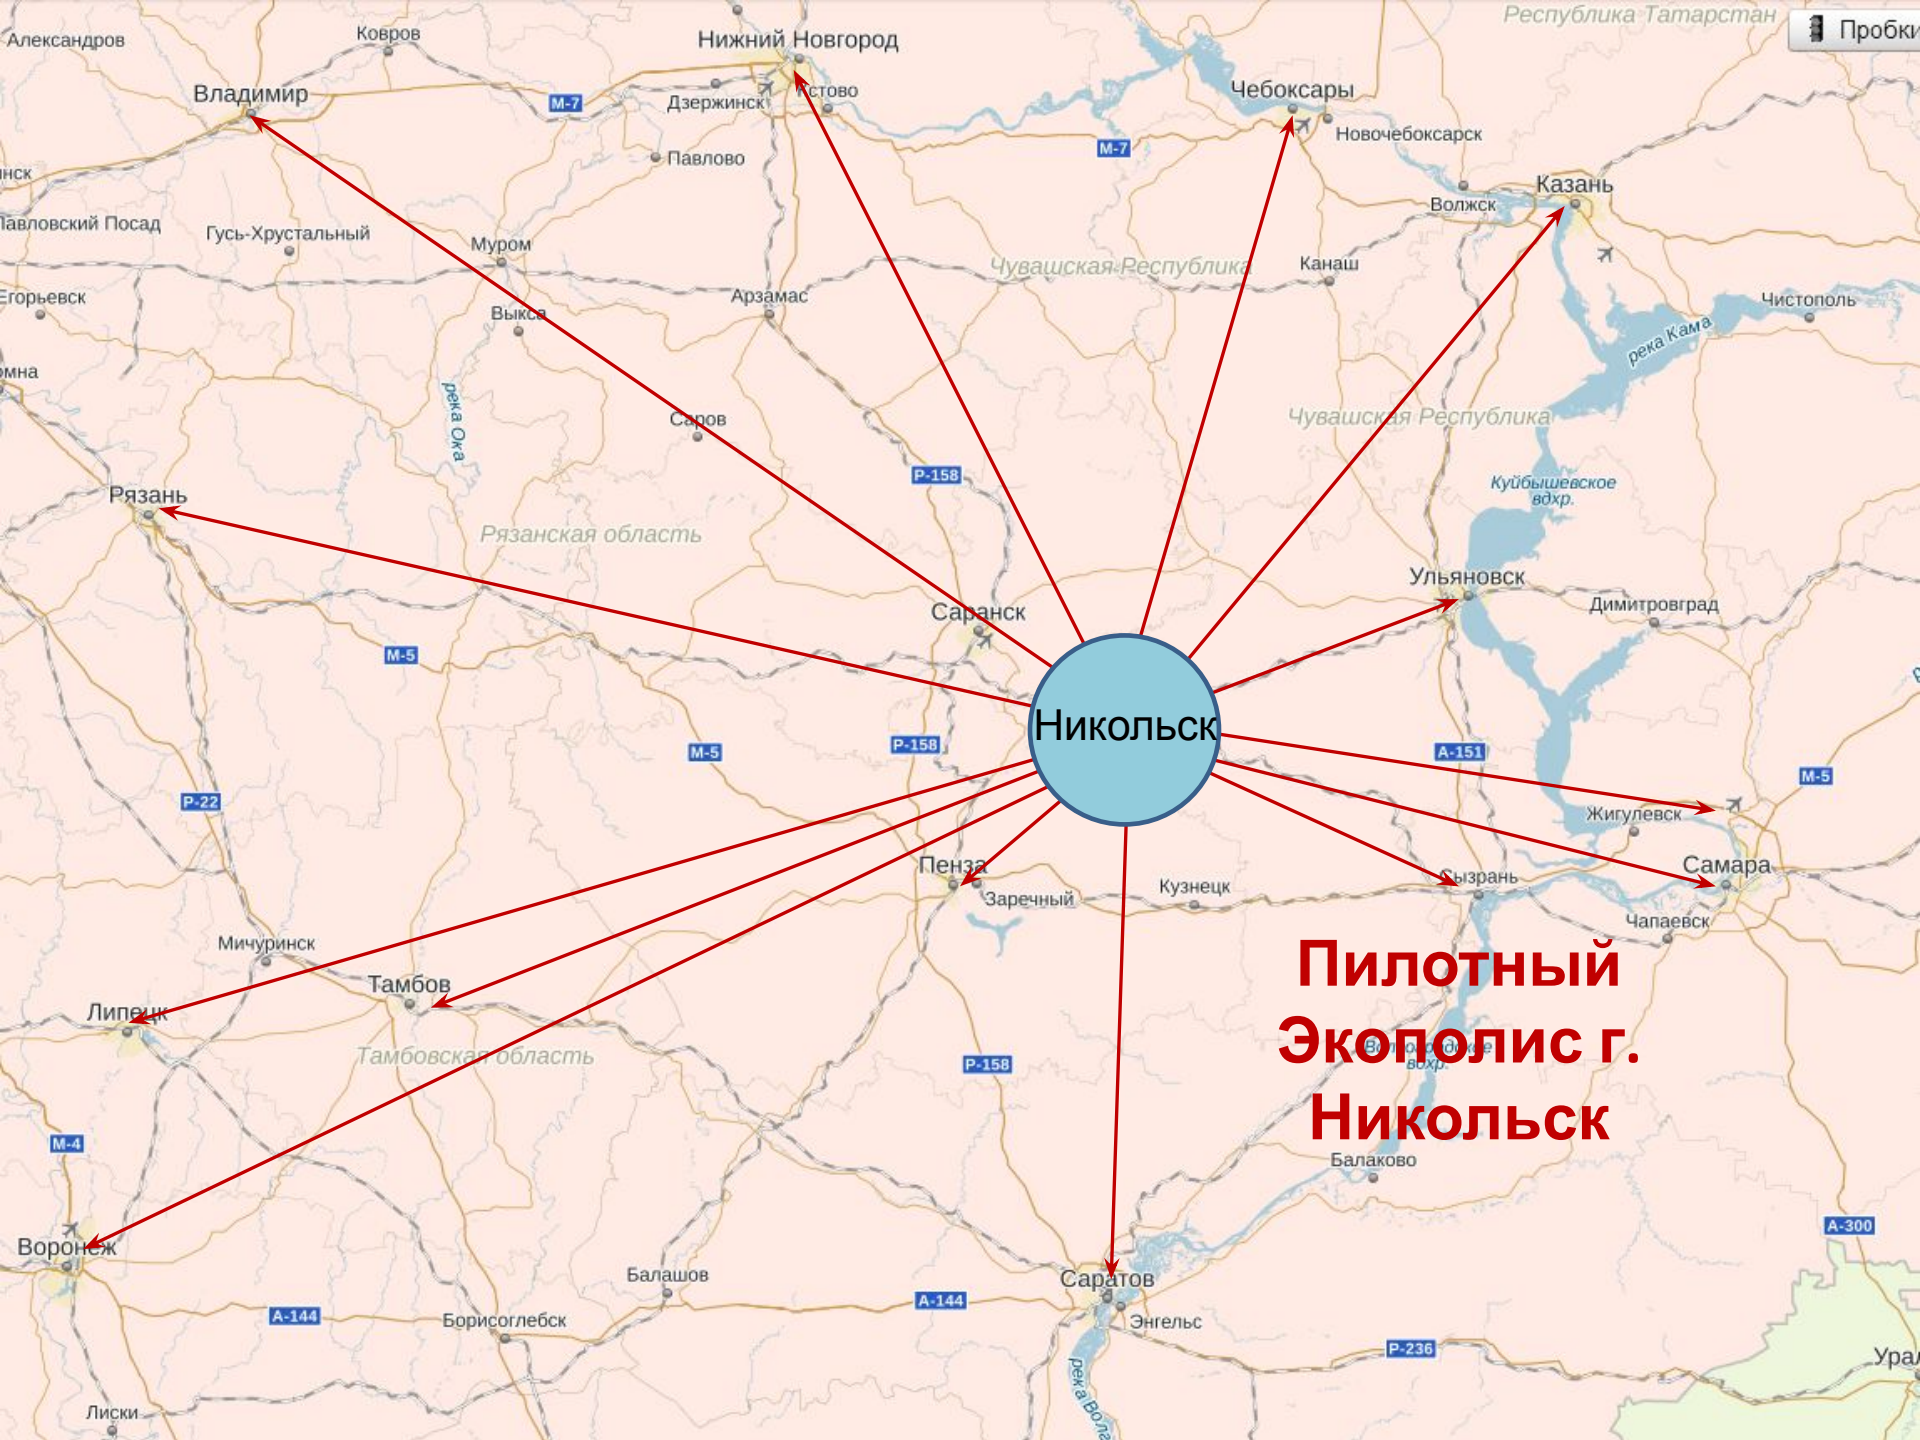 Республика Татарстан
Пробки
Александров
Ковров
Нижний Новгород
Владимир
М-7
Дзержинск
Кстово
Чебоксары
Новочебоксарск
М-7
Павлово
Казань
Волжск
Павловский Посад
Гусь-Хрустальный
Муром
Чувашская Республика
Канаш
Егорьевск
Выкса
Арзамас
Чистополь
река Кама
река Ока
Саров
Чувашская Республика
Р-158
Куйбышевское
вдхр.
Рязань
Рязанская область
Ульяновск
Димитровград
Саранск
М-5
Никольск
М-5
Р-158
А-151
М-5
Р-22
Жигулевск
Пенза
Заречный
Кузнецк
Сызрань
Самара
Чапаевск
Мичуринск
Тамбов
Липецк
Тамбовская область
Пилотный
Экополис г.
Никольск
Волгоградское
вдхр.
Р-158
М-4
Балаково
Воронеж
А-300
Балашов
Саратов
А-144
Борисоглебск
А-144
Энгельс
Р-236
Урал
Лиски
река Волга